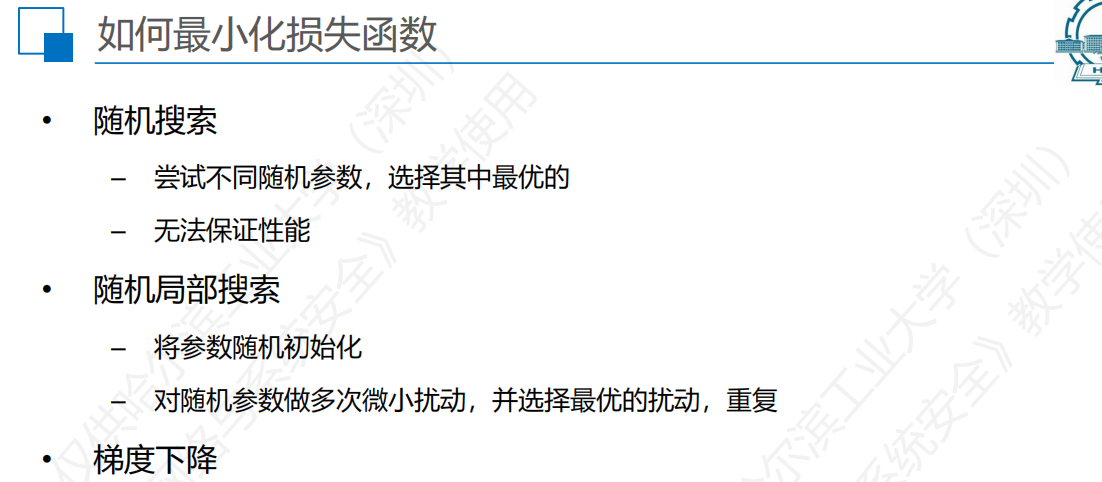 如何最小化损失函数
• 随机搜索
– 尝试不同随机参数，选择其中最优的
– 无法保证性能
• 随机局部搜索
– 将参数随机初始化
– 对随机参数做多次微小扰动，并选择最优的扰动，重复
• 梯度下降
仅供哈尔滨工业大学（深圳）
络与系统安全》教学使用
哈尔滨工业大学（深圳）
系统安全》教学使